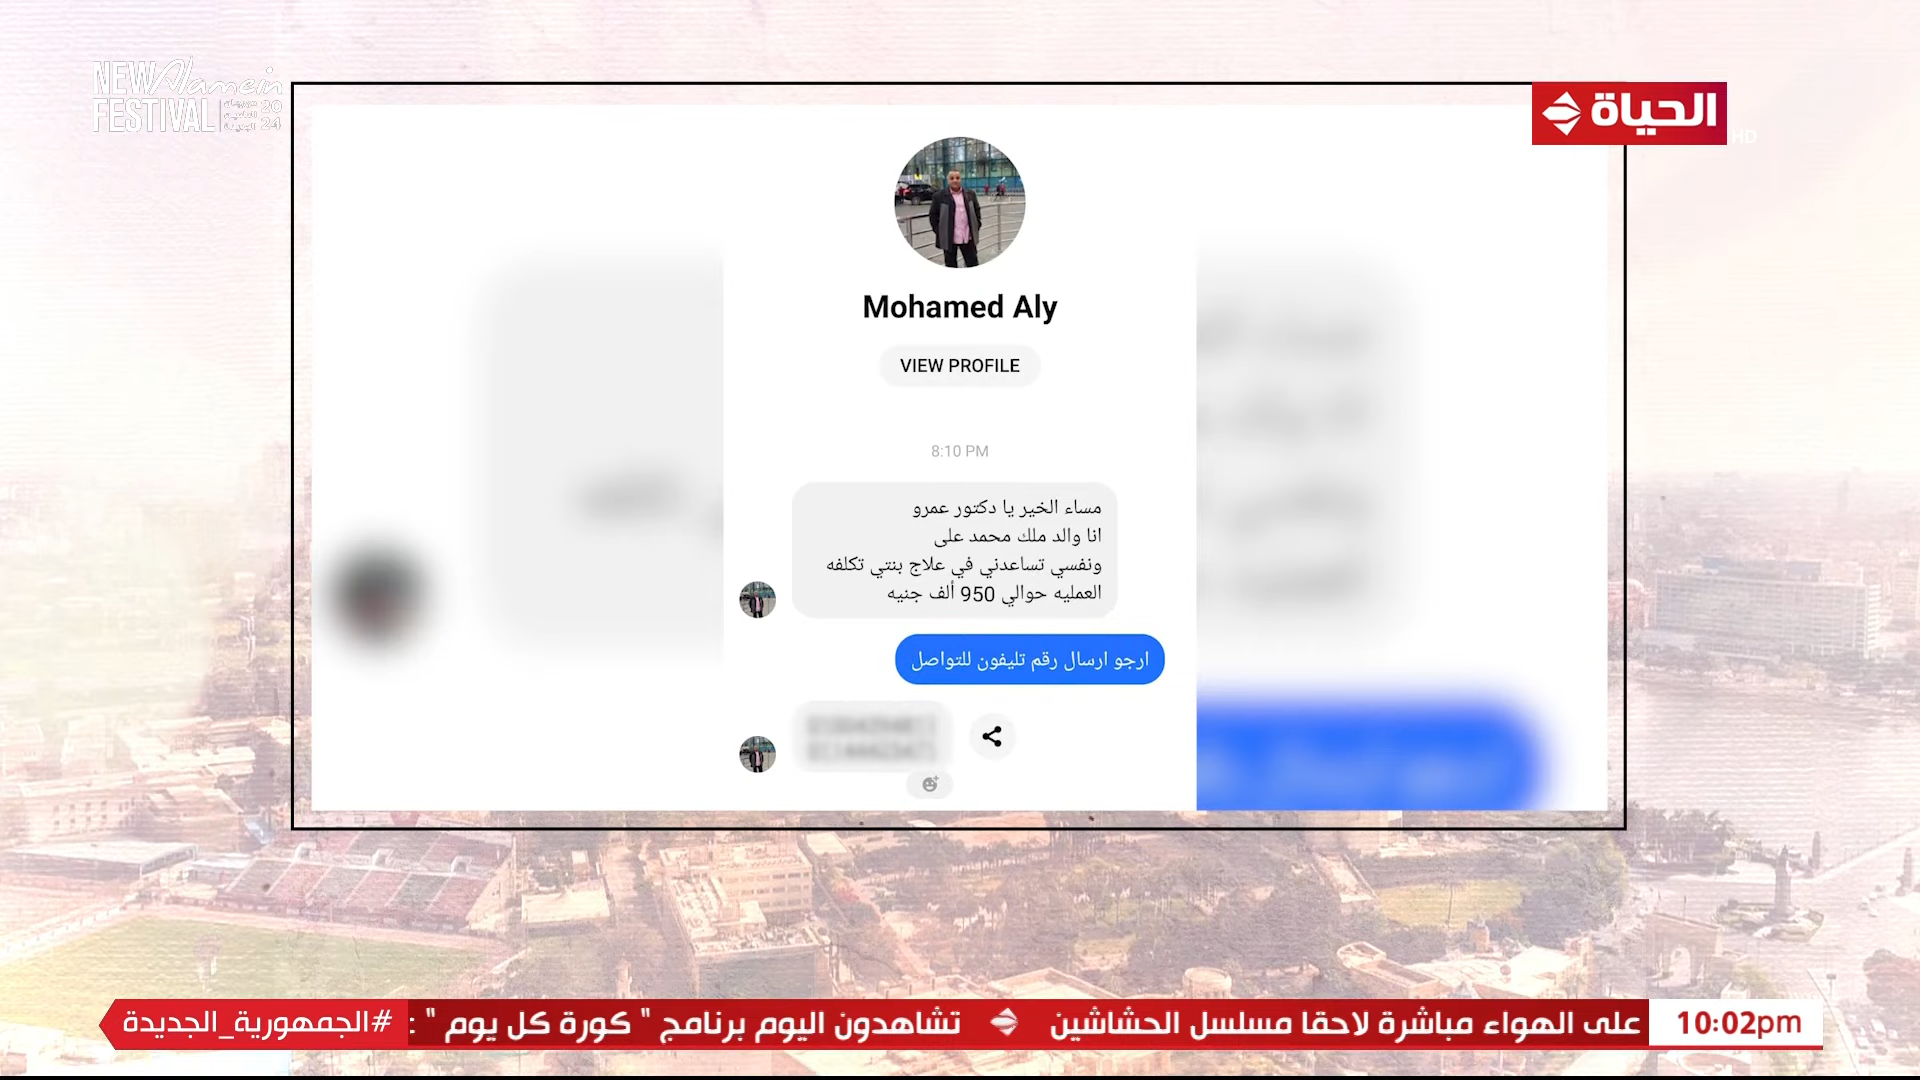 NEW Alamein
FESTIVAL
20
24
الحياة
HD
Mohamed Aly
VIEW PROFILE
8:10 PM
مساء الخير يا دكتور عمرو
انا والد ملك محمد على
ونفسي تساعدني في علاج بنتي تكلفه
العمليه حوالي 950 ألف جنيه
ارجو ارسال رقم تليفون للتواصل
على الهواء مباشرة لاحقا مسلسل الحشاشين
تشاهدون اليوم برنامج " كورة كل يوم " :
#الجمهورية_الجديدة
10:02pm